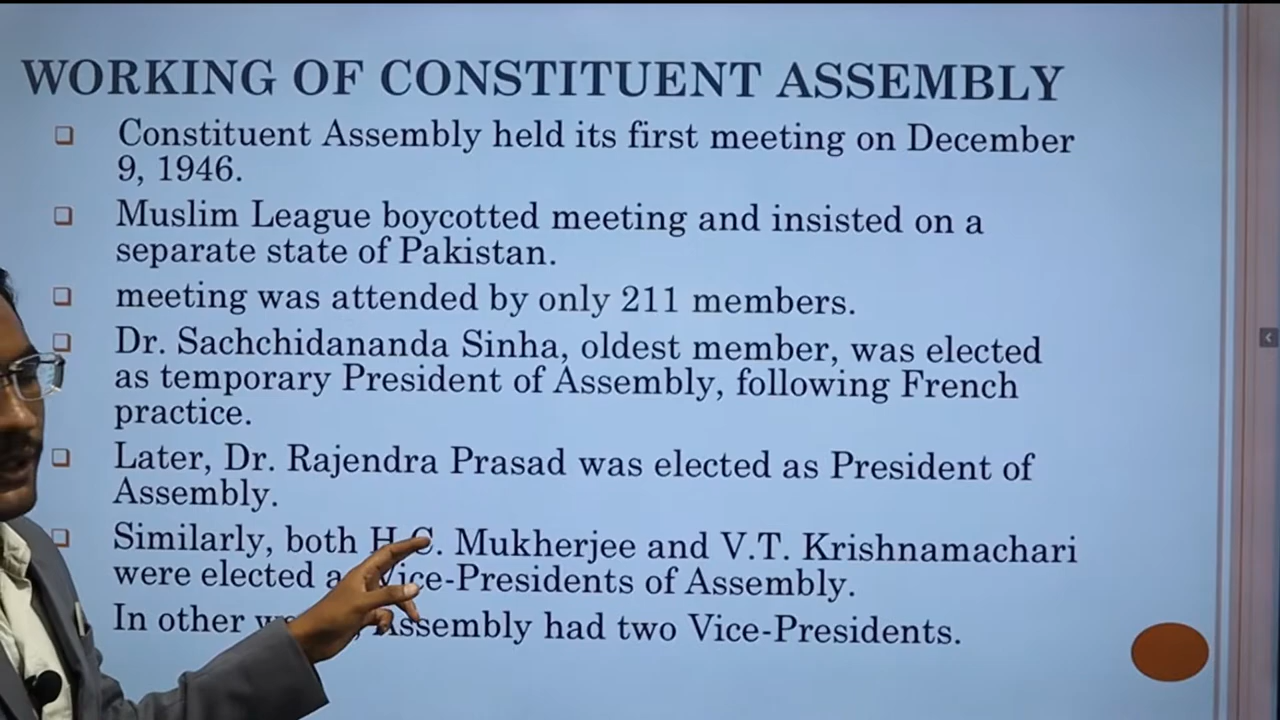 WORKING OF CONSTITUENT ASSEMBLY
❑ Constituent Assembly held its first meeting on December
9, 1946.
❑ Muslim League boycotted meeting and insisted on a
separate state of Pakistan.
❑ meeting was attended by only 211 members.
❑ Dr. Sachchidananda Sinha, oldest member, was elected
as temporary President of Assembly, following French
practice.
❑ Later, Dr. Rajendra Prasad was elected as President of
Assembly.
❑ Similarly, both H.C. Mukherjee and V.T. Krishnamachari
were elected Vice-Presidents of Assembly.
In other Assembly had two Vice-Presidents.